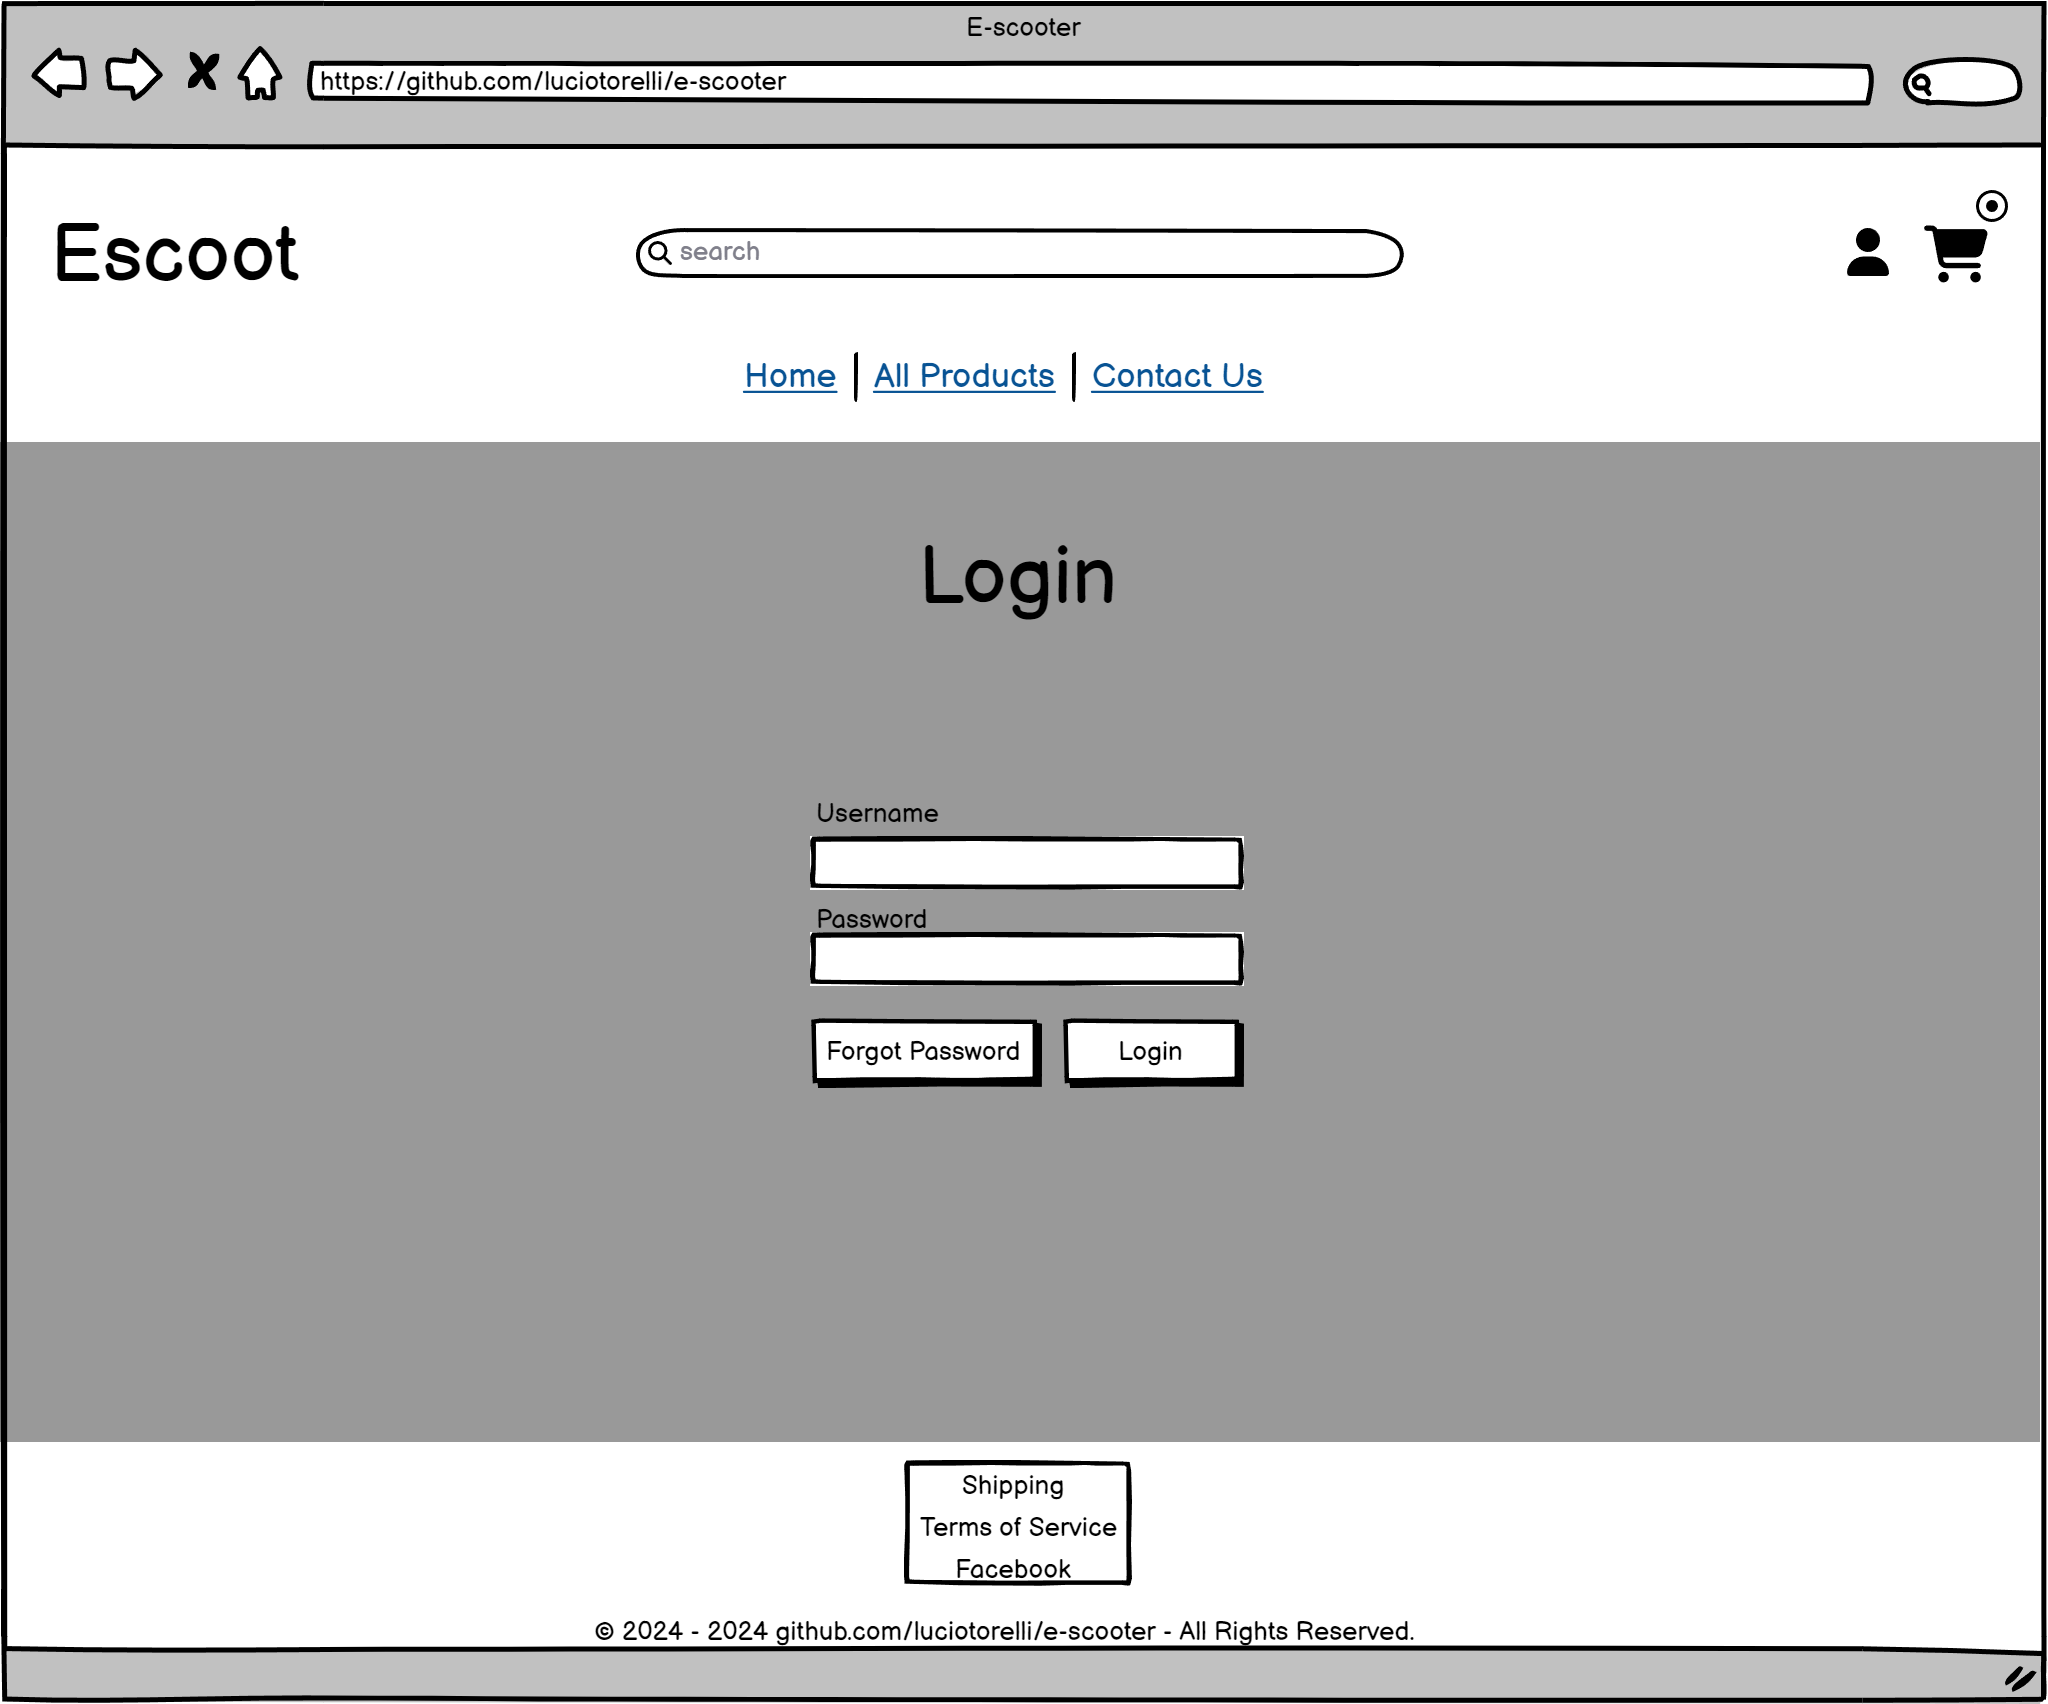 E-scooter
https://github.com/luciotorelli/e-scooter
Escoot
search
Home | All Products | Contact Us
Login
Username
Password
Forgot Password
Login
Shipping
Terms of Service
Facebook
© 2024 - 2024 github.com/luciotorelli/e-scooter - All Rights Reserved.